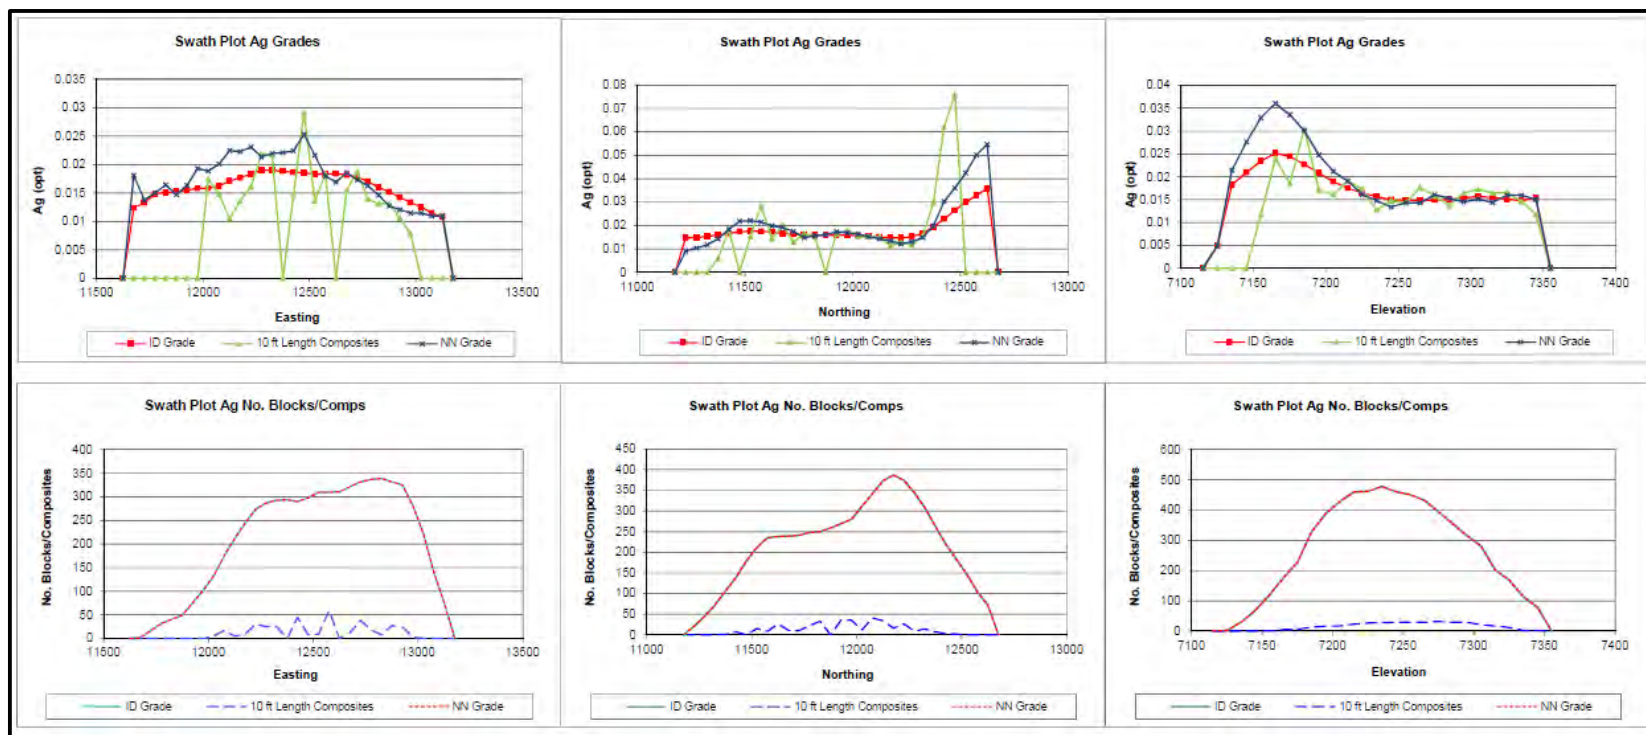 Swath Plot Ag Grades
0.035
0.03
0.025
0.02
0.015
0.01
0.005
0
Ag (opt)
11500 12000 12500 13000 13500
Easting
ID Grade 10 ft Length Composites NN Grade
Swath Plot Ag Grades
0.08
0.07
0.06
0.05
0.04
0.03
0.02
0.01
0
Ag (opt)
11000 11500 12000 12500 13000
Northing
ID Grade 10 ft Length Composites NN Grade
Swath Plot Ag Grades
0.04
0.035
0.03
0.025
0.02
0.015
0.01
0.005
0
Ag (opt)
7100 7150 7200 7250 7300 7350 7400
Elevation
ID Grade 10 ft Length Composites NN Grade
Swath Plot Ag No. Blocks/Comps
400
350
300
250
200
150
100
50
0
No. Blocks/Composites
11500 12000 12500 13000 13500
Easting
ID Grade 10 ft Length Composites NN Grade
Swath Plot Ag No. Blocks/Comps
450
400
350
300
250
200
150
100
50
0
No. Blocks/Composites
11000 11500 12000 12500 13000
Northing
ID Grade 10 ft Length Composites NN Grade
Swath Plot Ag No. Blocks/Comps
600
500
400
300
200
100
0
No. Blocks/Composites
7100 7150 7200 7250 7300 7350 7400
Elevation
ID Grade 10 ft Length Composites NN Grade